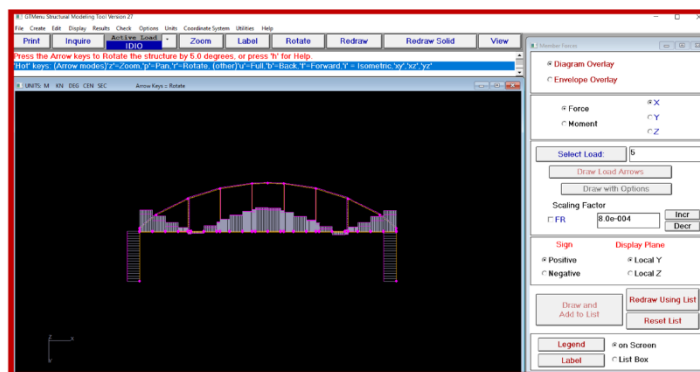 GTMenu Structural Modeling Tool Version 27
File Create Edit Display Results Check Options Units Coordinate System Utilities Help
Print Inquire Active Load IDIO Zoom Label Rotate Redraw Redraw Solid View
Press the Arrow keys to Rotate the structure by 5.0 degrees, or press 'h' for Help.
'Hot' keys: (Arrow modes)'z'=Zoom,'p'=Pan,'r'=Rotate, (other)'u'=Full,'b'=Back,'f'=Forward,'i' = Isometric,'xy','xz','yz'
UNITS: M KN DEG CEN SEC Arrow Keys = Rotate
Member Forces
Diagram Overlay
Envelope Overlay
Force
Moment
X
Y
Z
Select Load: 5
Draw Load Arrows
Draw with Options
Scaling Factor
FR 8.0e-004 Incr
Decr
Sign Display Plane
Positive Local Y
Negative Local Z
Draw and Add to List
Redraw Using List
Reset List
Legend on Screen
Label List Box